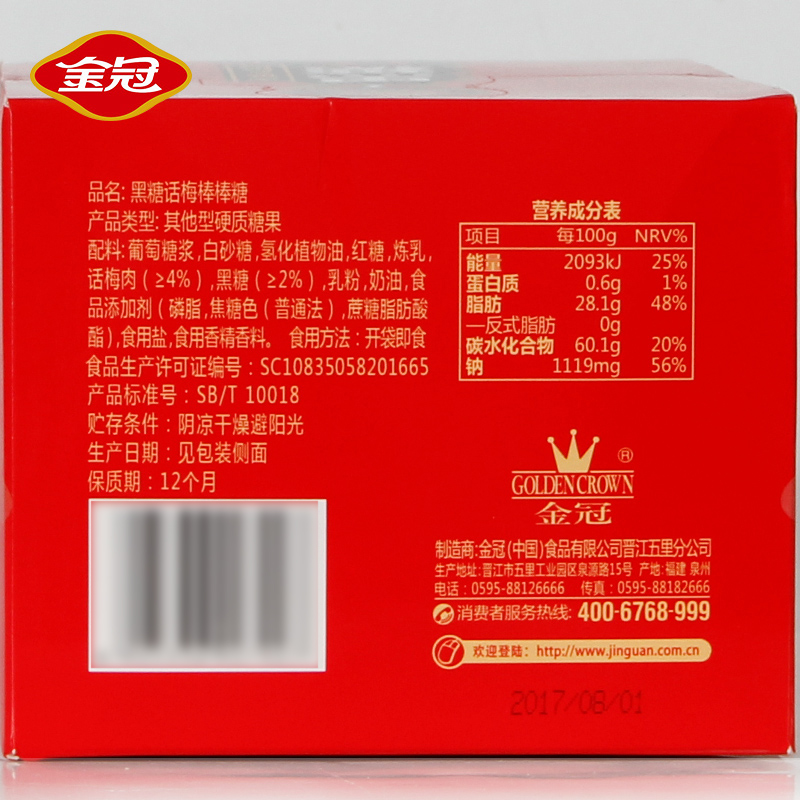 金冠
品名: 黑糖话梅棒棒糖
产品类型: 其他型硬质糖果
配料: 葡萄糖浆,白砂糖,氢化植物油,红糖,炼乳,
话梅肉（≥4%）,黑糖（≥2%）,乳粉,奶油,食
品添加剂（磷脂,焦糖色（普通法）,蔗糖脂肪酸
酯）,食用盐,食用香精香料。 食用方法：开袋即食
食品生产许可证编号：SC10835058201665
产品标准号：SB/T 10018
贮存条件：阴凉干燥避阳光
生产日期：见包装侧面
保质期：12个月
营养成分表
项目 每100g NRV%
能量 2093kJ 25%
蛋白质 0.6g 1%
脂肪 28.1g 48%
—反式脂肪 0g
碳水化合物 60.1g 20%
钠 1119mg 56%
®
GOLDEN CROWN
金冠
制造商:金冠(中国)食品有限公司晋江五里分公司
生产地址:晋江市五里工业园区泉源路15号 产地:福建 泉州
电话：0595-88126666 传真：0595-88182666
消费者服务热线: 400-6768-999
欢迎登陆：http://www.jinguan.com.cn
2017/08/01